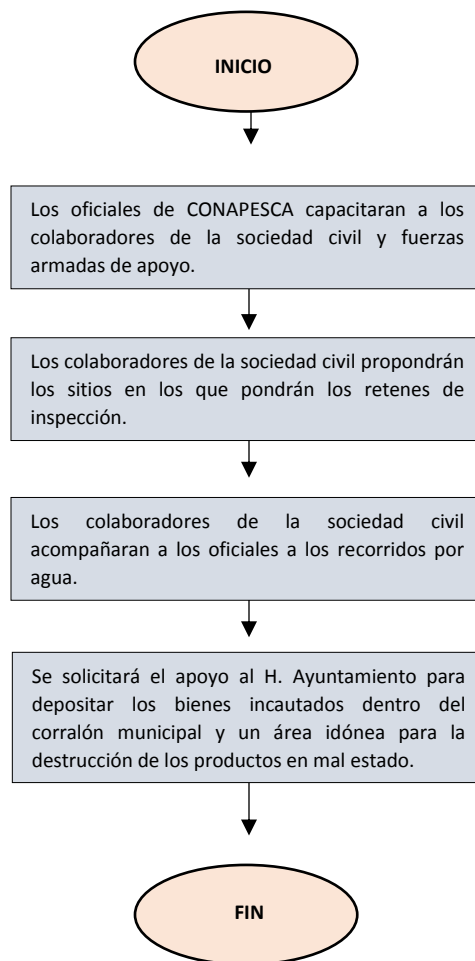 INICIO
Los oficiales de CONAPESCA capacitaran a los
colaboradores de la sociedad civil y fuerzas
armadas de apoyo.
Los colaboradores de la sociedad civil propondrán
los sitios en los que pondrán los retenes de
inspección.
Los colaboradores de la sociedad civil
acompañaran a los oficiales a los recorridos por
agua.
Se solicitará el apoyo al H. Ayuntamiento para
depositar los bienes incautados dentro del
corralón municipal y un área idónea para la
destrucción de los productos en mal estado.
FIN